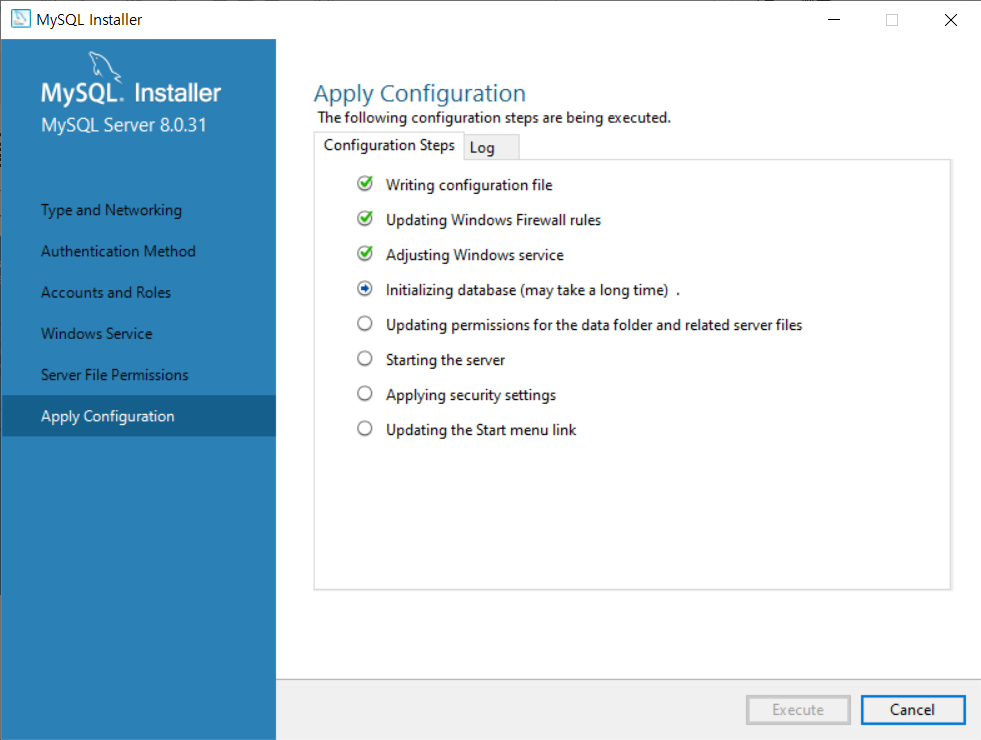 MySQL Installer
MySQL. Installer
MySQL Server 8.0.31
Type and Networking
Authentication Method
Accounts and Roles
Windows Service
Server File Permissions
Apply Configuration
Apply Configuration
The following configuration steps are being executed.
Configuration Steps
Log
Writing configuration file
Updating Windows Firewall rules
Adjusting Windows service
Initializing database (may take a long time) .
Updating permissions for the data folder and related server files
Starting the server
Applying security settings
Updating the Start menu link
Execute
Cancel